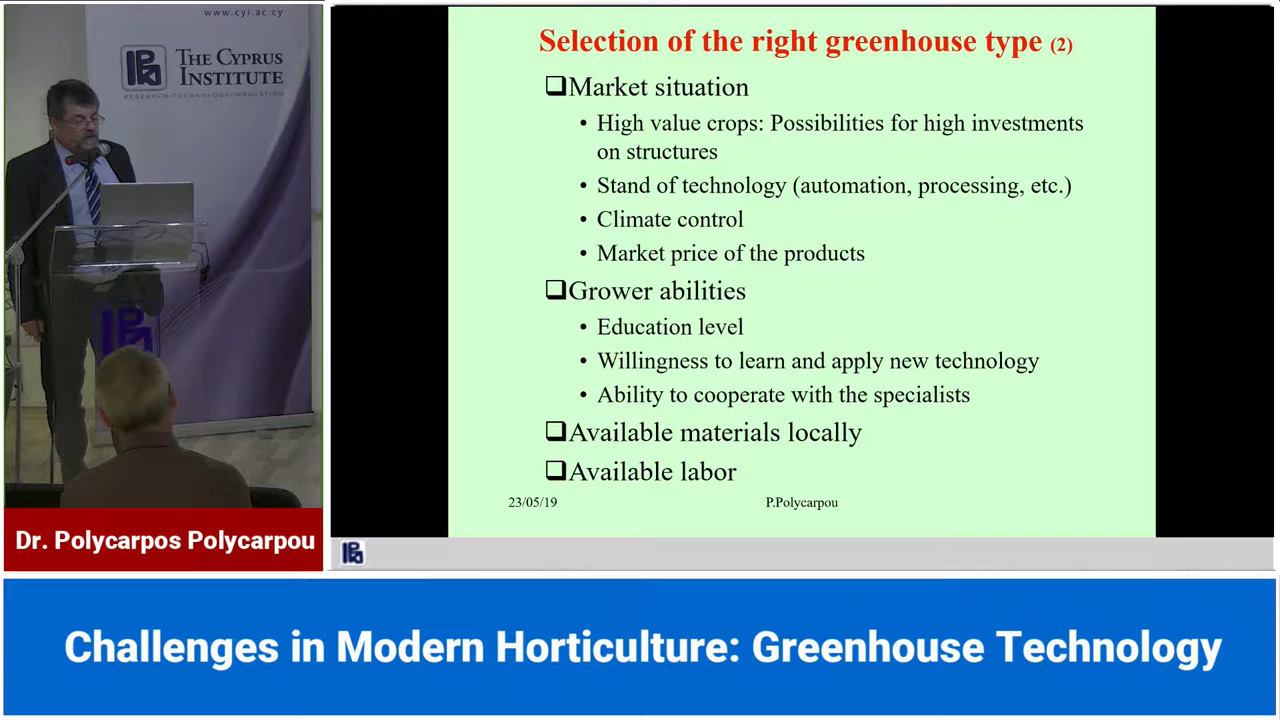 www.cyi.ac.cy
THE CYPRUS
INSTITUTE
RESEARCH•TECHNOLOGY•INNOVATION
Dr. Polycarpos Polycarpou
Selection of the right greenhouse type (2)
❑Market situation
• High value crops: Possibilities for high investments
on structures
• Stand of technology (automation, processing, etc.)
• Climate control
• Market price of the products
❑Grower abilities
• Education level
• Willingness to learn and apply new technology
• Ability to cooperate with the specialists
❑Available materials locally
❑Available labor
23/05/19 P.Polycarpou
Challenges in Modern Horticulture: Greenhouse Technology